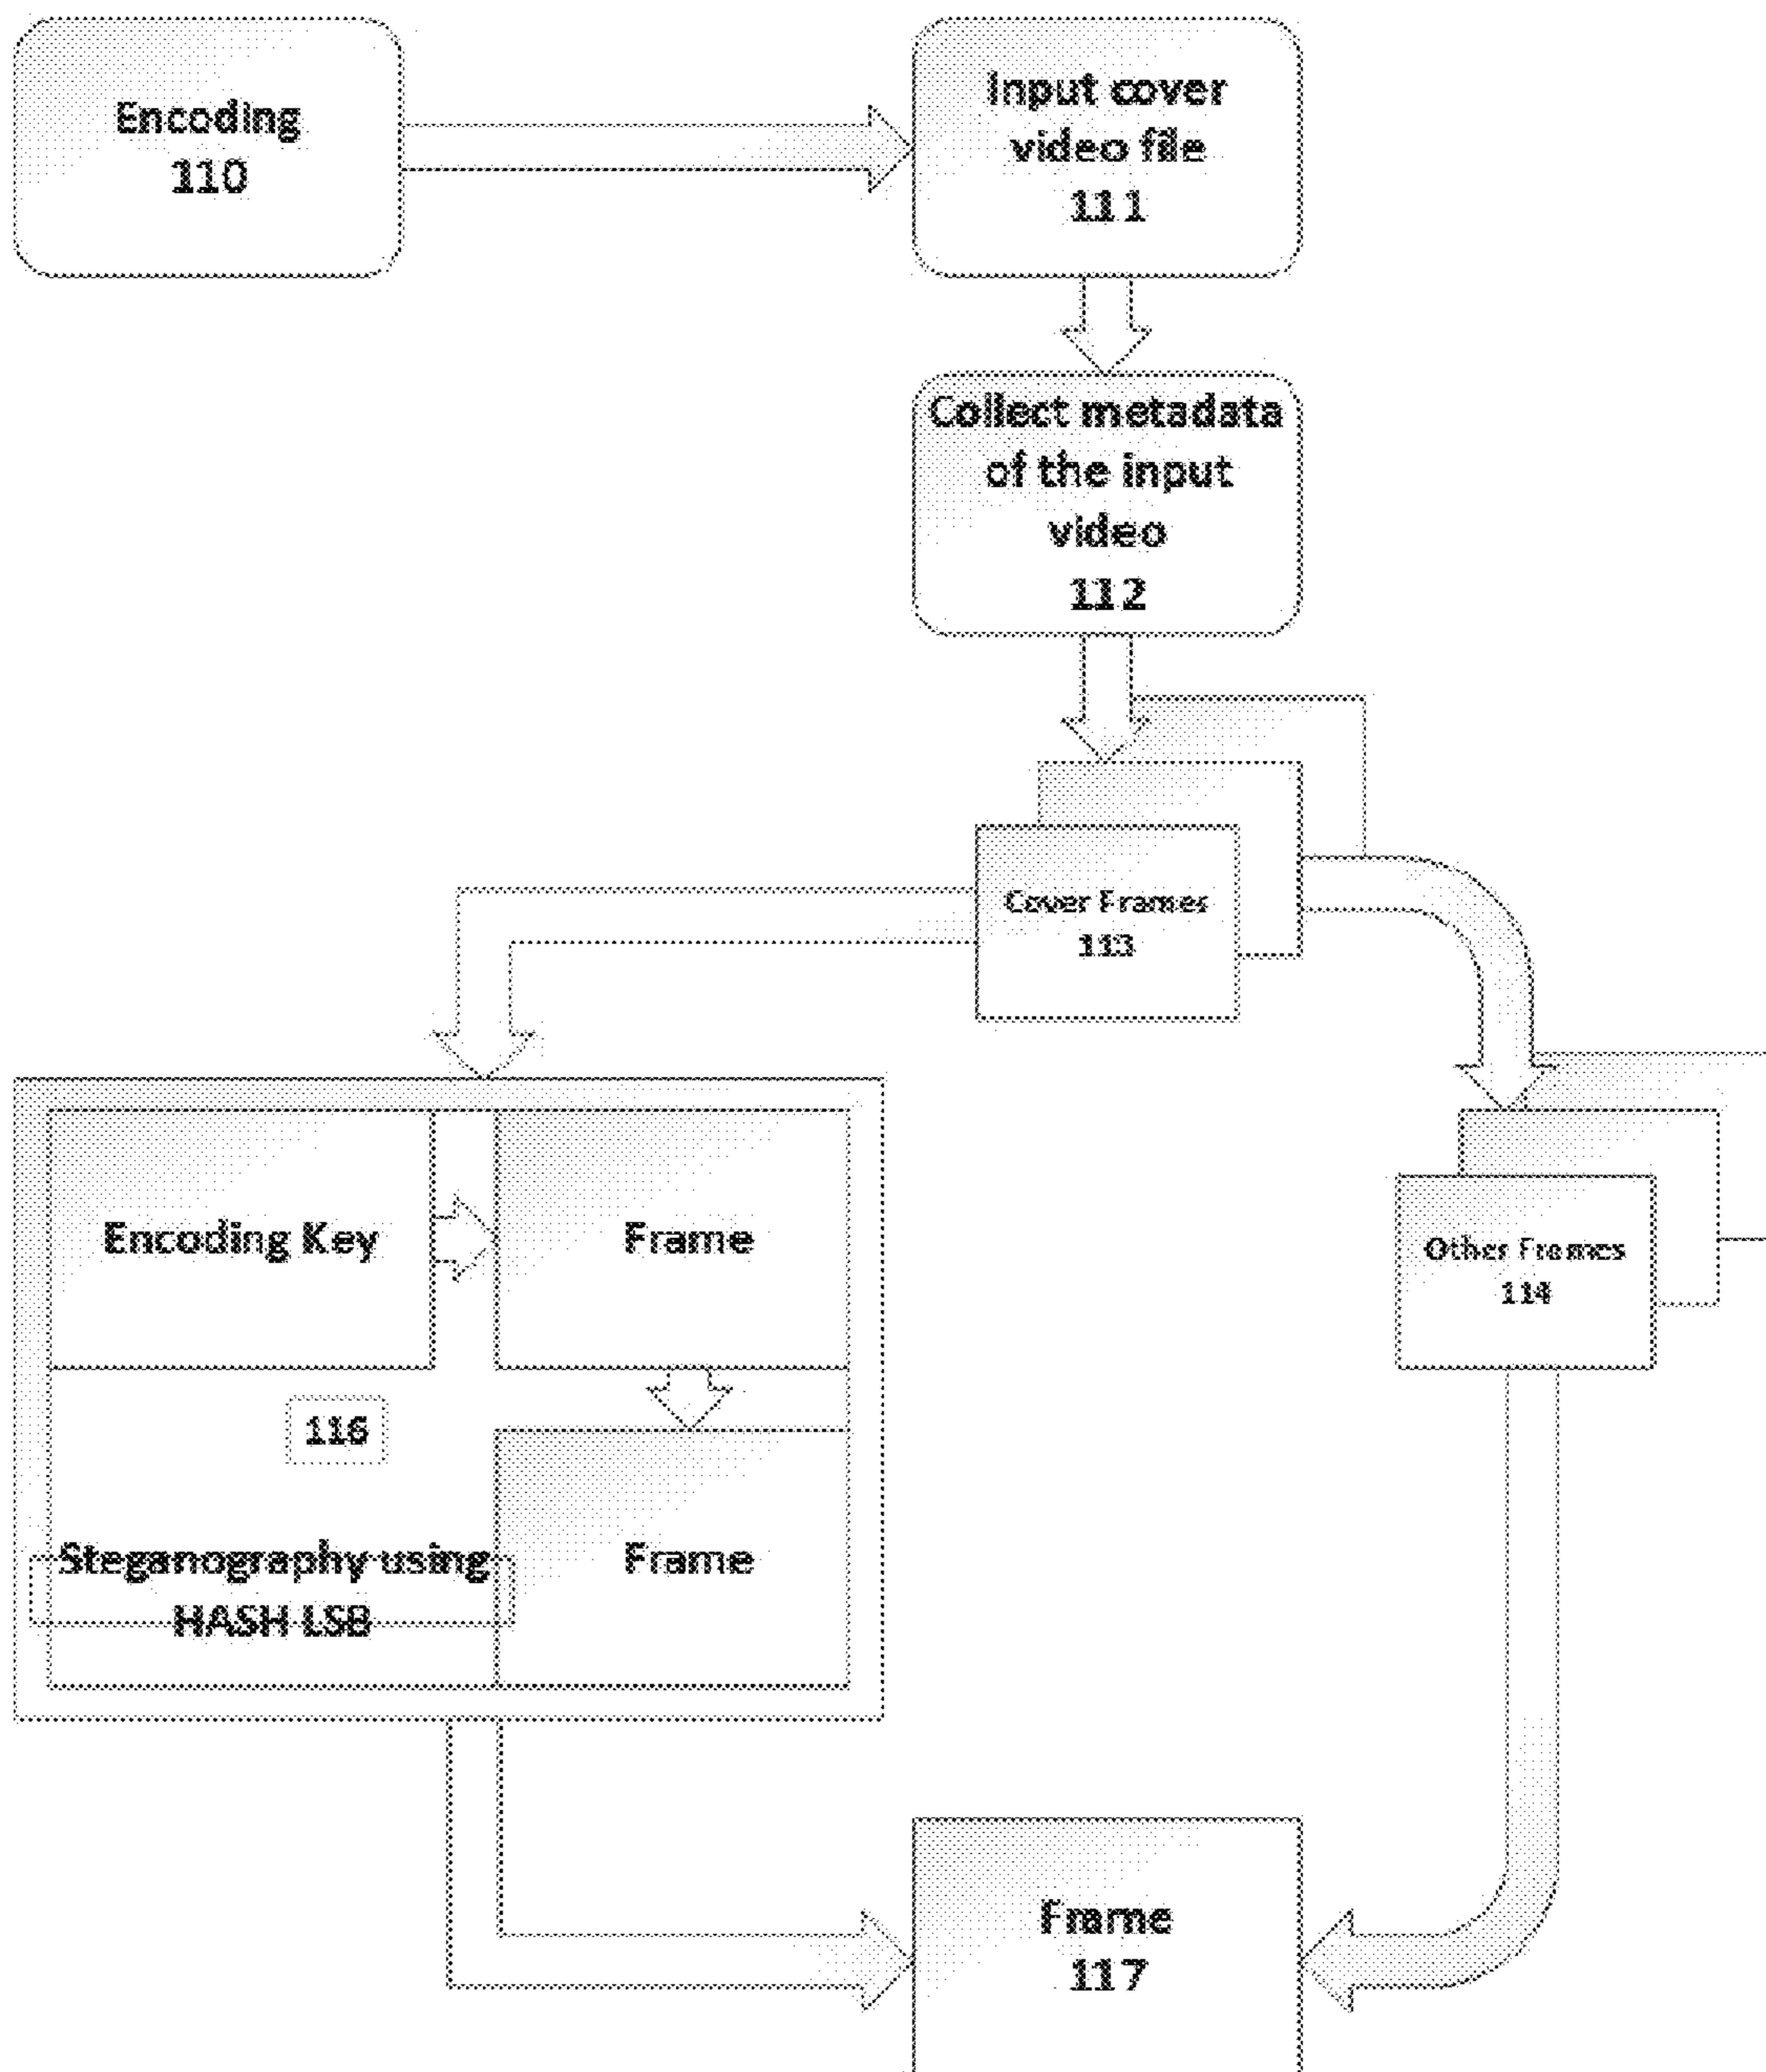 Encoding
110
Input cover
video file
111
Collect metadata
of the input
video
112
Cover Frames
113
Encoding Key
Frame
Other Frames
114
116
Steganography using
HASH LSB
Frame
Frame
117